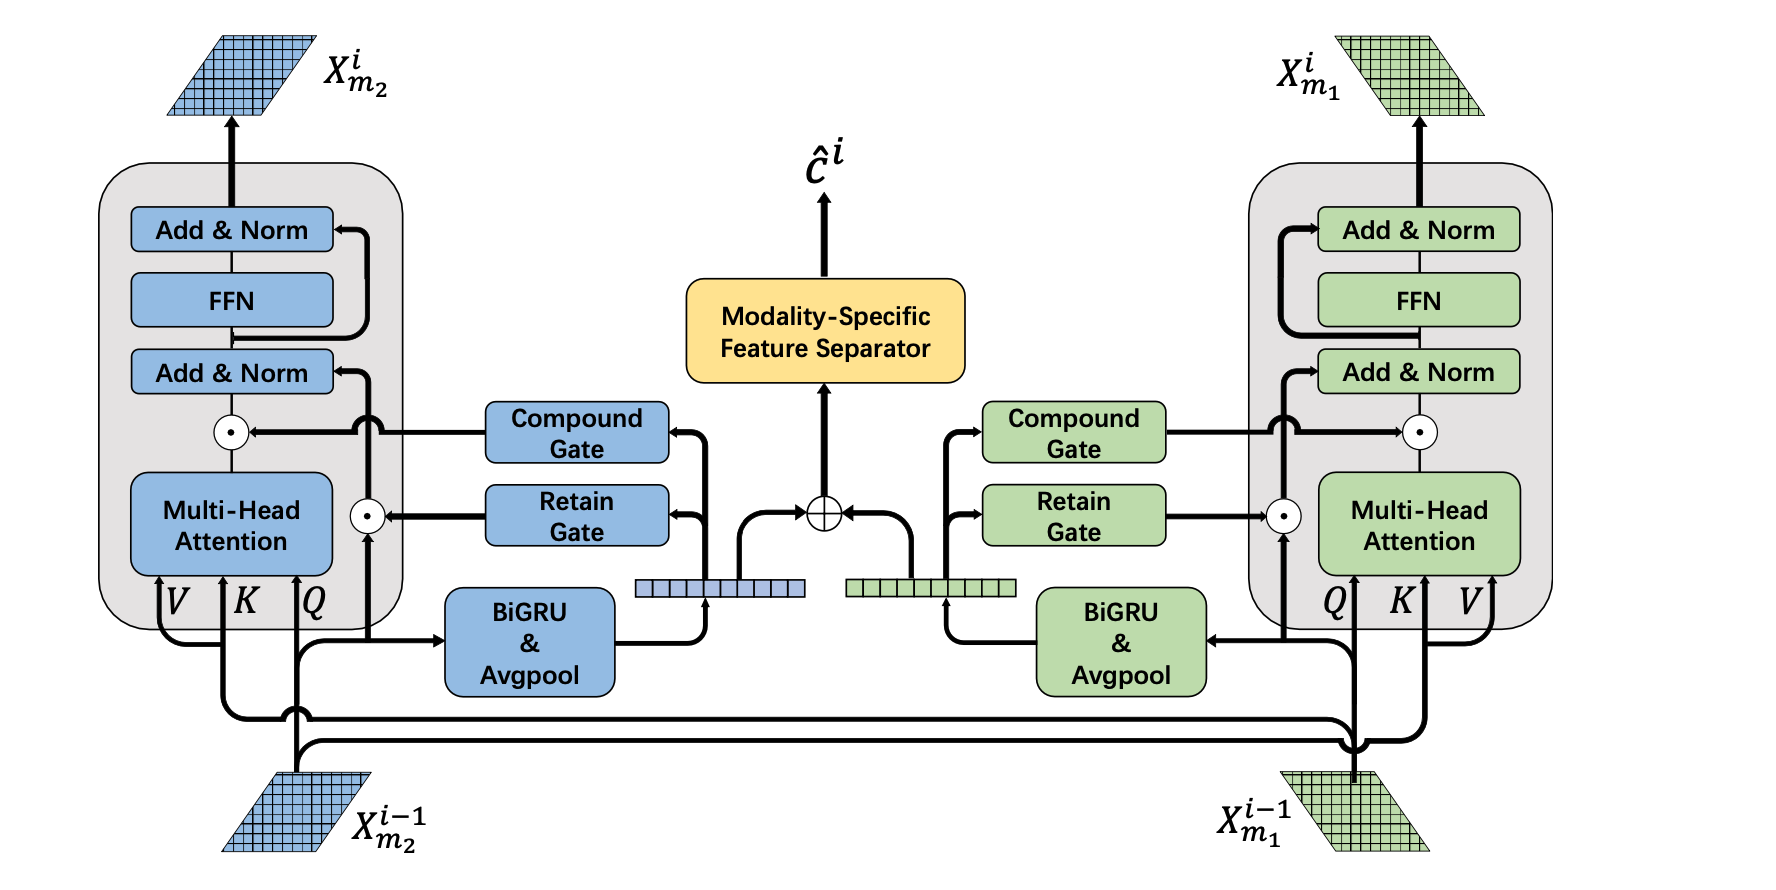 X^i_{m_2}
X^i_{m_1}
ĉ^i
Add & Norm
FFN
Add & Norm
Multi-Head
Attention
V
K
Q
Compound
Gate
Retain
Gate
BiGRU
&
Avgpool
Modality-Specific
Feature Separator
Compound
Gate
Retain
Gate
BiGRU
&
Avgpool
Add & Norm
FFN
Add & Norm
Multi-Head
Attention
Q
K
V
X^{i-1}_{m_2}
X^{i-1}_{m_1}